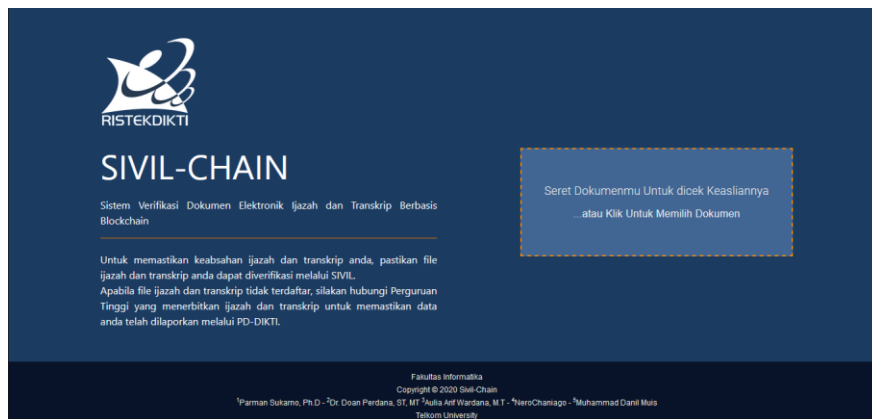 RISTEKDIKTI
SIVIL-CHAIN
Sistem Verifikasi Dokumen Elektronik Ijazah dan Transkrip Berbasis
Blockchain
Untuk memastikan keabsahan ijazah dan transkrip anda, pastikan file
ijazah dan transkrip anda dapat diverifikasi melalui SIVIL.
Apabila file ijazah dan transkrip tidak terdaftar, silakan hubungi Perguruan
Tinggi yang menerbitkan ijazah dan transkrip untuk memastikan data
anda telah dilaporkan melalui PD-DIKTI.
Seret Dokumenmu Untuk dicek Keasliannya
...atau Klik Untuk Memilih Dokumen
Fakultas Informatika
Copyright © 2020 Sivil-Chain
¹Parman Sukarno, Ph.D - ²Dr. Doan Perdana, ST, MT ³Aulia Arif Wardana, M.T - ⁴NeroChaniago - ⁵Muhammad Danil Muis
Telkom University